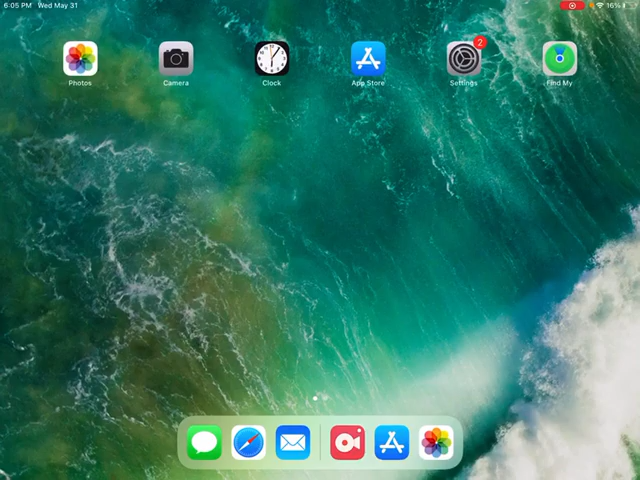 6:05 PM Wed May 31
16%
Photos
Camera
Clock
App Store
Settings
2
Find My